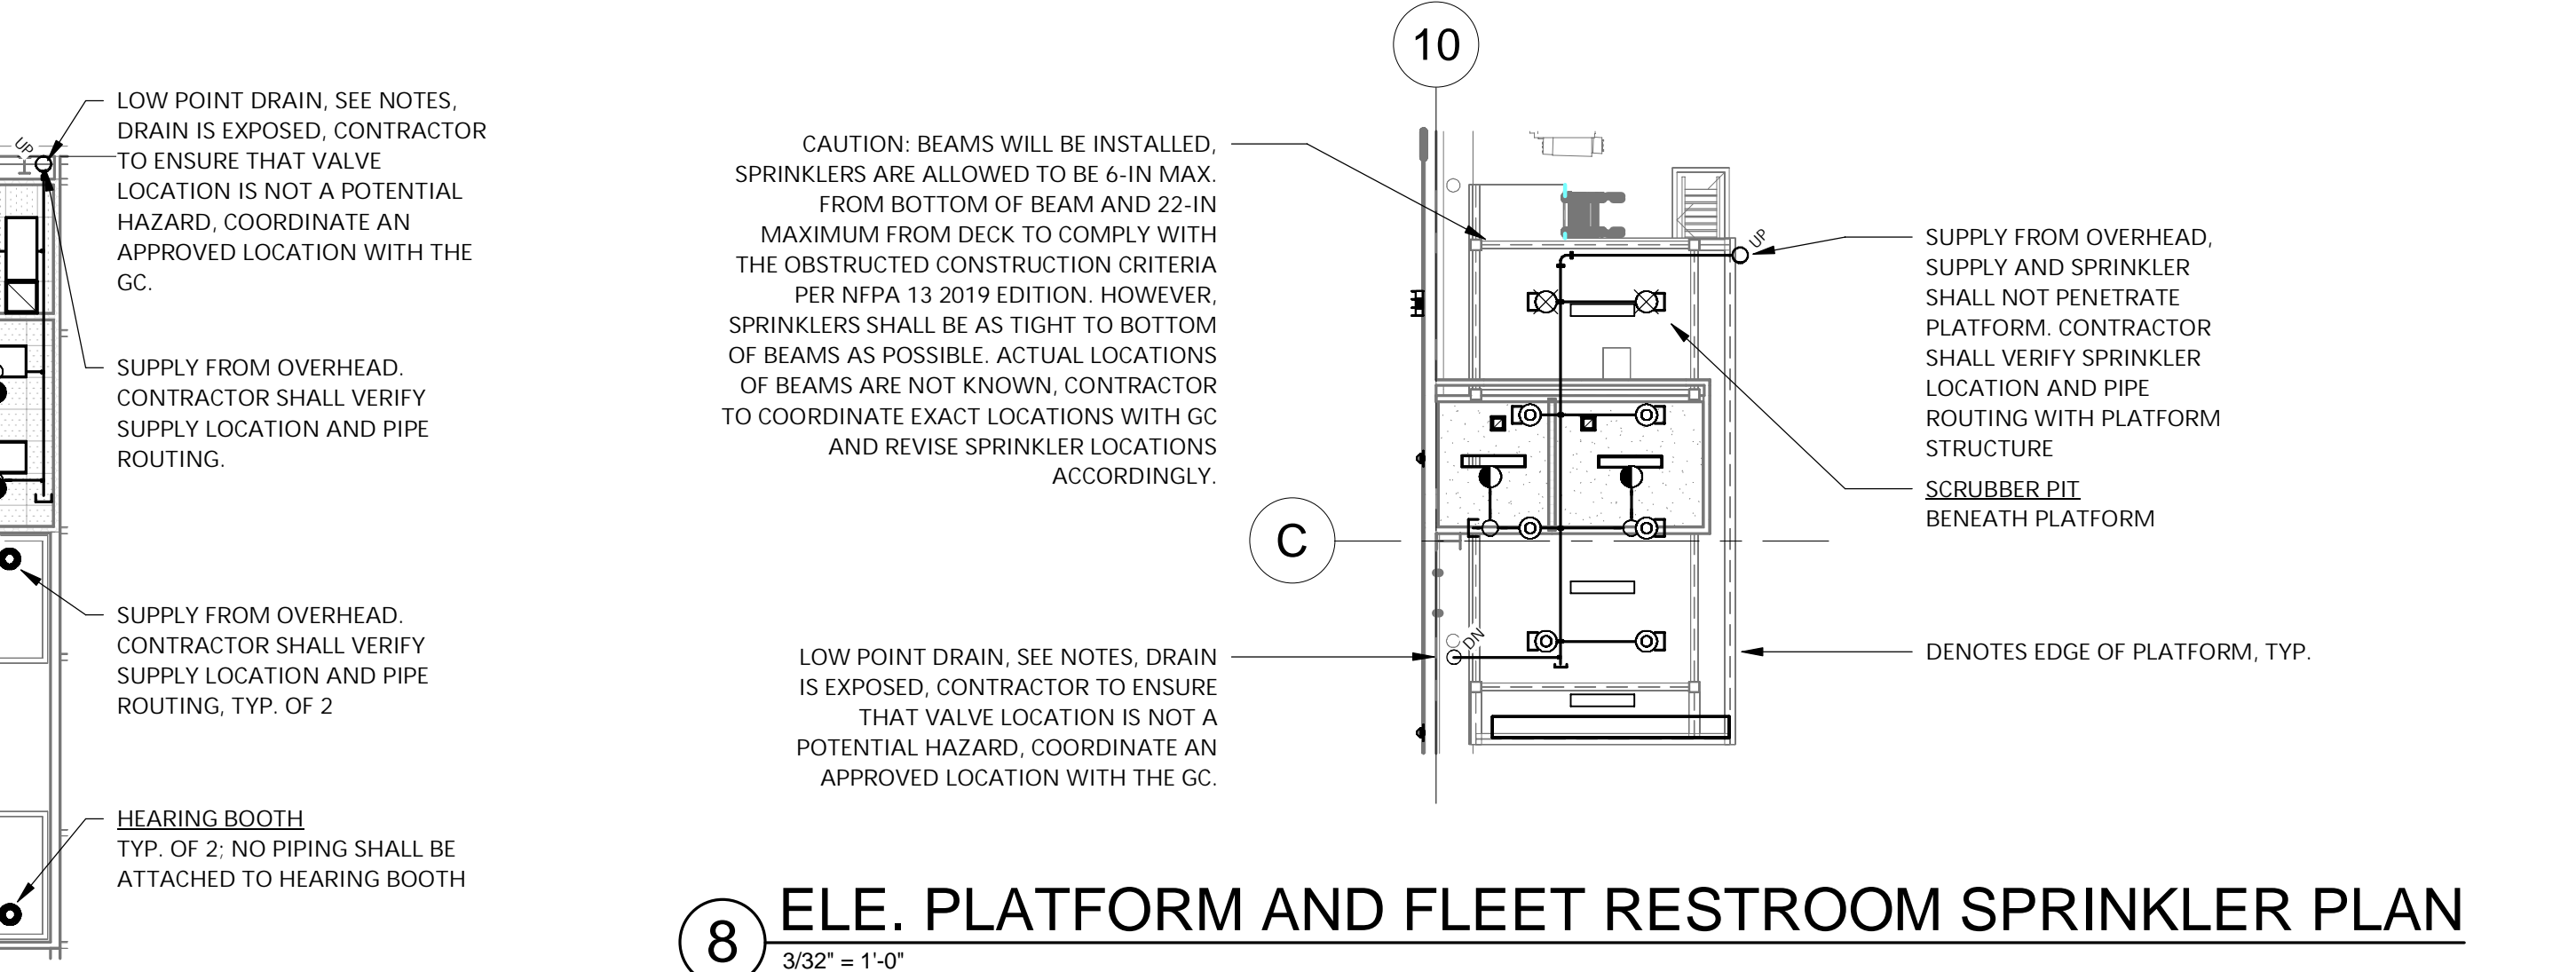 UP
LOW POINT DRAIN, SEE NOTES,
DRAIN IS EXPOSED, CONTRACTOR
TO ENSURE THAT VALVE
LOCATION IS NOT A POTENTIAL
HAZARD, COORDINATE AN
APPROVED LOCATION WITH THE
GC.
SUPPLY FROM OVERHEAD.
CONTRACTOR SHALL VERIFY
SUPPLY LOCATION AND PIPE
ROUTING.
SUPPLY FROM OVERHEAD.
CONTRACTOR SHALL VERIFY
SUPPLY LOCATION AND PIPE
ROUTING, TYP. OF 2
HEARING BOOTH
TYP. OF 2; NO PIPING SHALL BE
ATTACHED TO HEARING BOOTH
10
CAUTION: BEAMS WILL BE INSTALLED,
SPRINKLERS ARE ALLOWED TO BE 6-IN MAX.
FROM BOTTOM OF BEAM AND 22-IN
MAXIMUM FROM DECK TO COMPLY WITH
THE OBSTRUCTED CONSTRUCTION CRITERIA
PER NFPA 13 2019 EDITION. HOWEVER,
SPRINKLERS SHALL BE AS TIGHT TO BOTTOM
OF BEAMS AS POSSIBLE. ACTUAL LOCATIONS
OF BEAMS ARE NOT KNOWN, CONTRACTOR
TO COORDINATE EXACT LOCATIONS WITH GC
AND REVISE SPRINKLER LOCATIONS
ACCORDINGLY.
C
LOW POINT DRAIN, SEE NOTES, DRAIN
IS EXPOSED, CONTRACTOR TO ENSURE
THAT VALVE LOCATION IS NOT A
POTENTIAL HAZARD, COORDINATE AN
APPROVED LOCATION WITH THE GC.
DN
UP
SUPPLY FROM OVERHEAD,
SUPPLY AND SPRINKLER
SHALL NOT PENETRATE
PLATFORM. CONTRACTOR
SHALL VERIFY SPRINKLER
LOCATION AND PIPE
ROUTING WITH PLATFORM
STRUCTURE
SCRUBBER PIT
BENEATH PLATFORM
DENOTES EDGE OF PLATFORM, TYP.
8
ELE. PLATFORM AND FLEET RESTROOM SPRINKLER PLAN
3/32" = 1'-0"